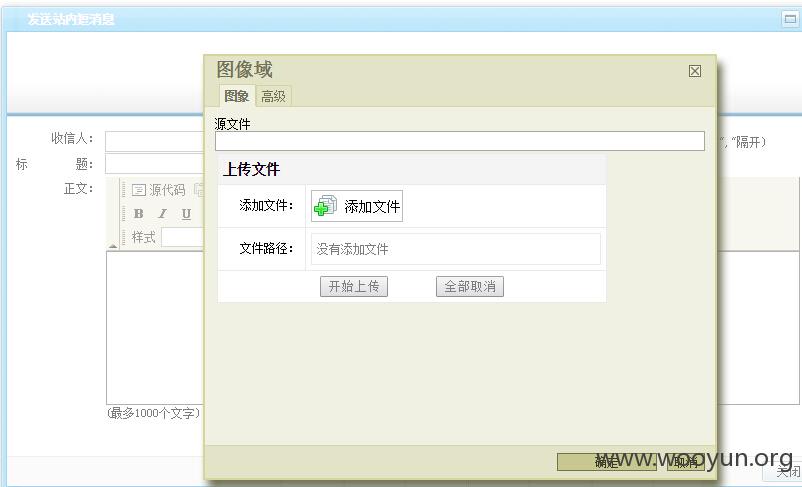 发送站内短消息
图像域
图象 高级
源文件
收信人：
",“隔开）
标 题：
上传文件
正文：
源代码
添加文件： 添加文件
B I U
样式
文件路径： 没有添加文件
开始上传 全部取消
(最多1000个文字)
确定 取消
www.wooyun.org
关闭